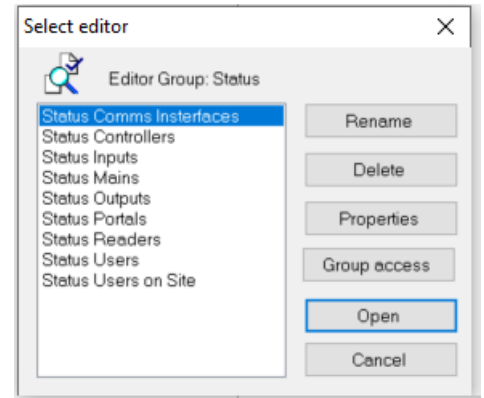 Select editor
Editor Group: Status
Status Comms Insterfaces
Status Controllers
Status Inputs
Status Mains
Status Outputs
Status Portals
Status Readers
Status Users
Status Users on Site
Rename
Delete
Properties
Group access
Open
Cancel